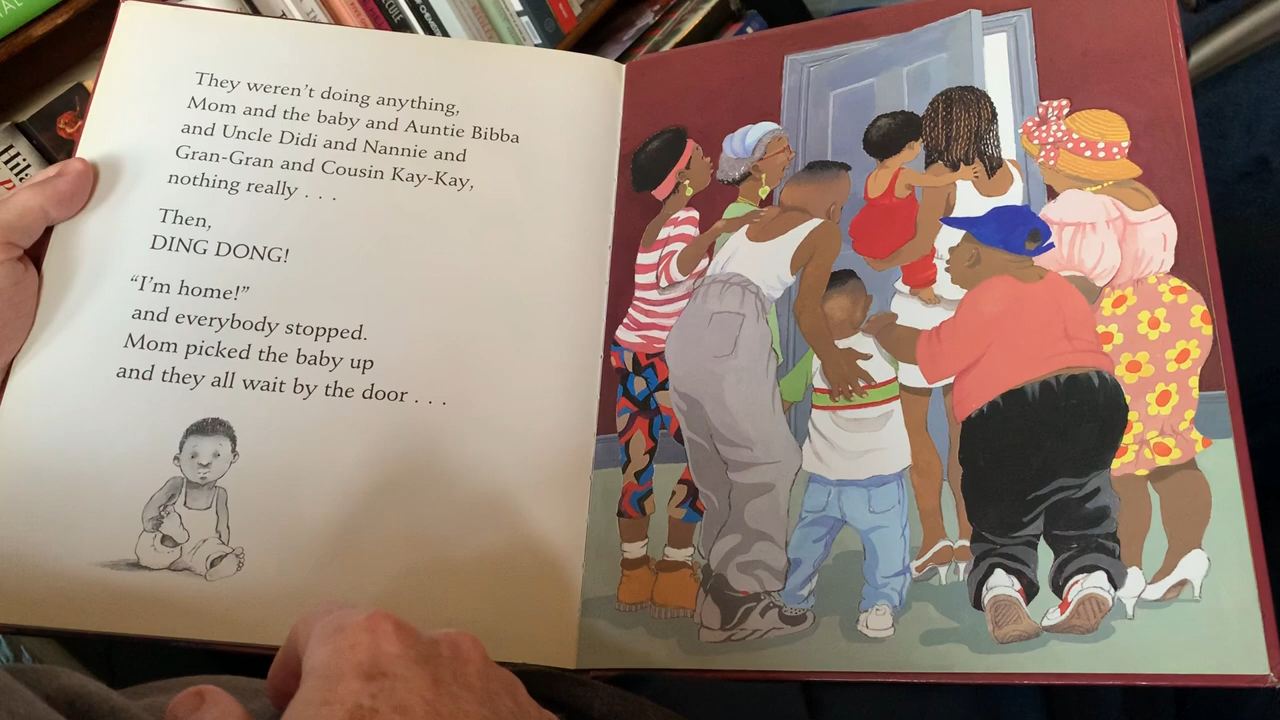 They weren't doing anything,
Mom and the baby and Auntie Bibba
and Uncle Didi and Nannie and
Gran-Gran and Cousin Kay-Kay,
nothing really . . .
Then,
DING DONG!
“I'm home!”
and everybody stopped.
Mom picked the baby up
and they all wait by the door . . .